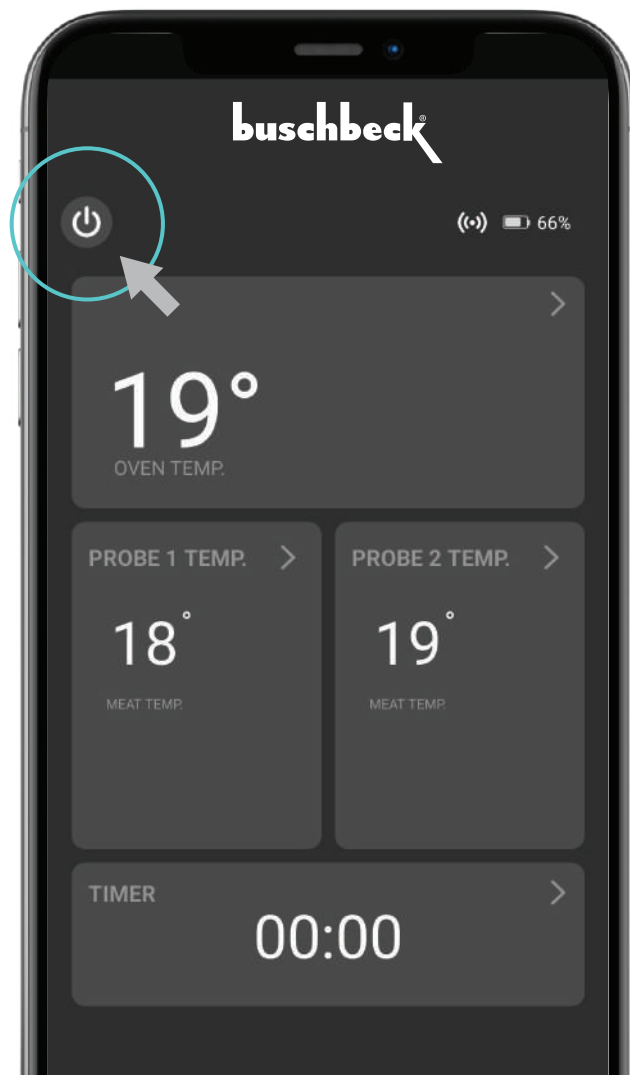 buschbeck®
66%
19°
OVEN TEMP.
PROBE 1 TEMP.
PROBE 2 TEMP.
18°
19°
MEAT TEMP.
MEAT TEMP.
TIMER
00:00